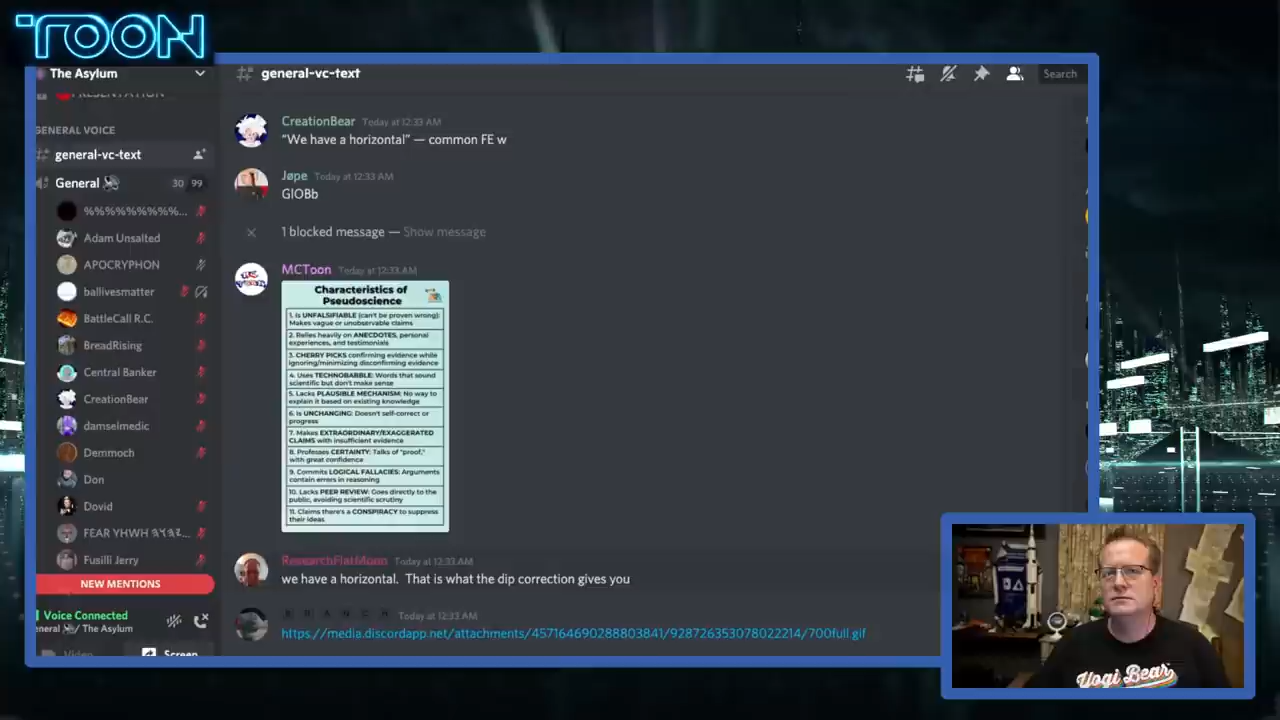 TOON
The Asylum
general-vc-text
Search
PRESENTATION
GENERAL VOICE
general-vc-text
General
30 99
%%%%%%%%%...
Adam Unsalted
APOCRYPHON
ballivesmatter
BattleCall R.C.
BreadRising
Central Banker
CreationBear
damselmedic
Demmoch
Don
Dovid
FEAR YHWH
Fusilli Jerry
NEW MENTIONS
Voice Connected
eneral / The Asylum
Video
Screen
CreationBear Today at 12:33 AM
"We have a horizontal" — common FE w
Jøpe Today at 12:33 AM
GlOBb
1 blocked message — Show message
MCToon Today at 12:33 AM
Characteristics of
Pseudoscience
1. Is UNFALSIFIABLE (can't be proven wrong):
Makes vague or unobservable claims
2. Relies heavily on ANECDOTES, personal
experiences, and testimonials
3. CHERRY PICKS confirming evidence while
ignoring/minimizing disconfirming evidence
4. Uses TECHNOBABBLE: Words that sound
scientific but don't make sense
5. Lacks PLAUSIBLE MECHANISM: No way to
explain it based on existing knowledge
6. Is UNCHANGING: Doesn't self-correct or
progress
7. Makes EXTRAORDINARY/EXAGGERATED
CLAIMS with insufficient evidence
8. Professes CERTAINTY: Talks of "proof,"
with great confidence
9. Commits LOGICAL FALLACIES: Arguments
contain errors in reasoning
10. Lacks PEER REVIEW: Goes directly to the
public, avoiding scientific scrutiny
11. Claims there's a CONSPIRACY to suppress
their ideas
ResearchFlatMoon Today at 12:33 AM
we have a horizontal. That is what the dip correction gives you
Today at 12:33 AM
https://media.discordapp.net/attachments/457164690288803841/928726353078022214/700full.gif
Yogi Bear